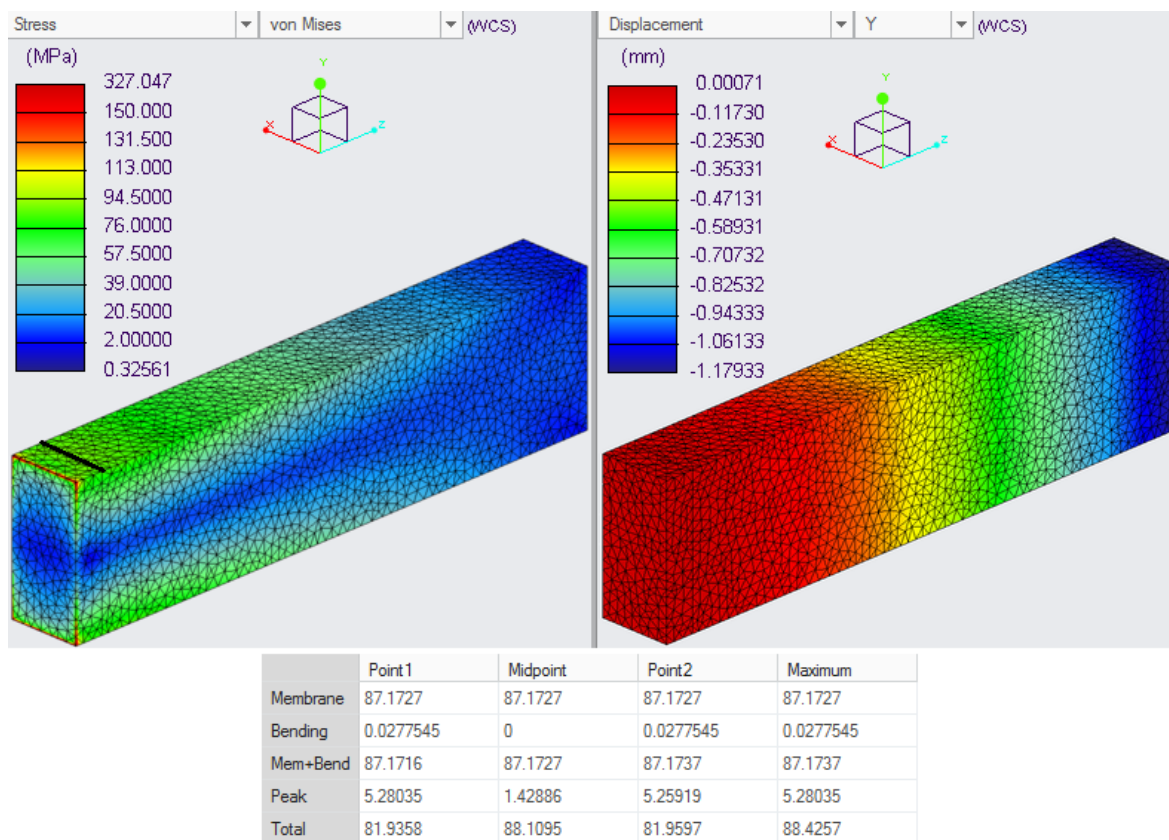 Stress von Mises (WCS)
(MPa)
327.047
150.000
131.500
113.000
94.5000
76.0000
57.5000
39.0000
20.5000
2.00000
0.32561
Y
X
Z
Displacement Y (WCS)
(mm)
0.00071
-0.11730
-0.23530
-0.35331
-0.47131
-0.58931
-0.70732
-0.82532
-0.94333
-1.06133
-1.17933
Y
X
Z
Point1 Midpoint Point2 Maximum
Membrane 87.1727 87.1727 87.1727 87.1727
Bending 0.0277545 0 0.0277545 0.0277545
Mem+Bend 87.1716 87.1727 87.1737 87.1737
Peak 5.28035 1.42886 5.25919 5.28035
Total 81.9358 88.1095 81.9597 88.4257